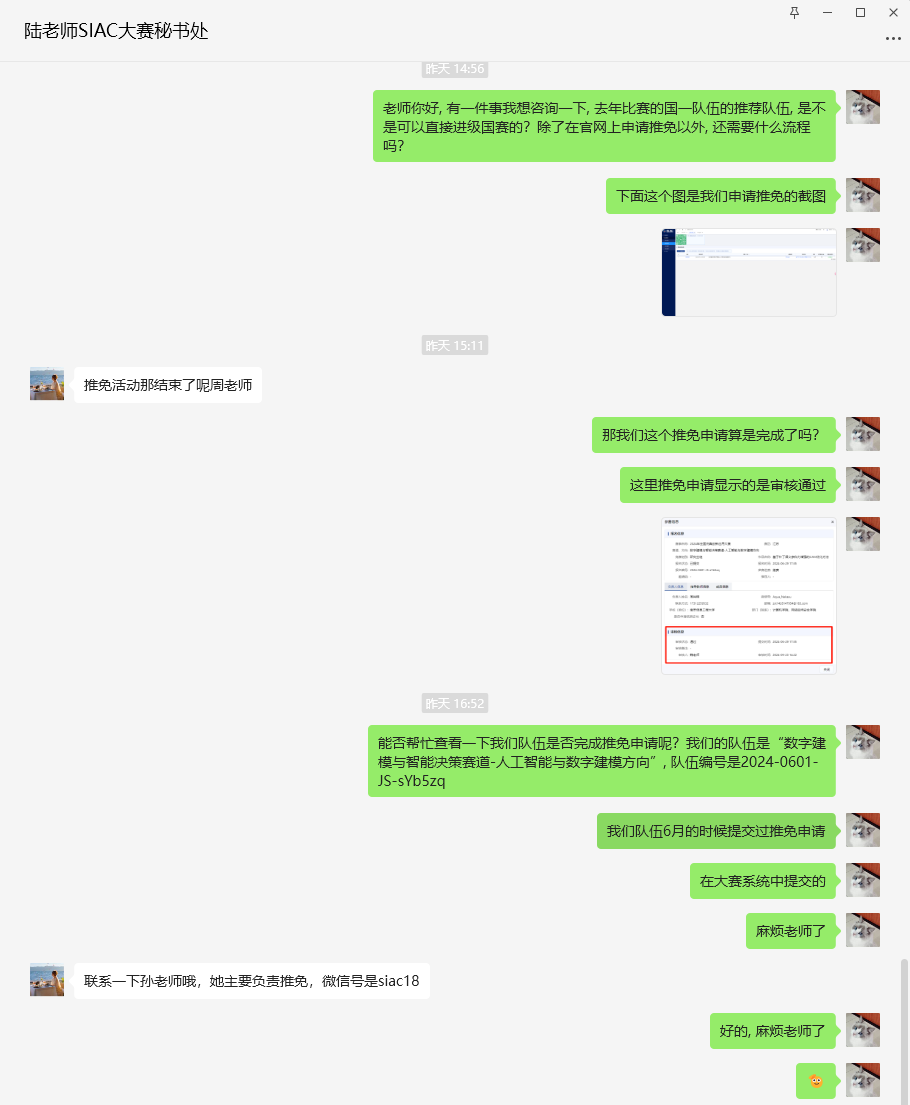 陆老师SIAC大赛秘书处
昨天 14:56
老师你好, 有一件事我想咨询一下, 去年比赛的国一队伍的推荐队伍, 是不
是可以直接进级国赛的? 除了在官网上申请推免以外, 还需要什么流程
吗?
下面这个图是我们申请推免的截图
昨天 15:11
推免活动那结束了呢周老师
那我们这个推免申请算是完成了吗?
这里推免申请显示的是审核通过
昨天 16:52
能否帮忙查看一下我们队伍是否完成推免申请呢? 我们的队伍是“数字建
模与智能决策赛道-人工智能与数字建模方向”, 队伍编号是2024-0601-
JS-sYb5zq
我们队伍6月的时候提交过推免申请
在大赛系统中提交的
麻烦老师了
联系一下孙老师哦，她主要负责推免，微信号是siac18
好的, 麻烦老师了